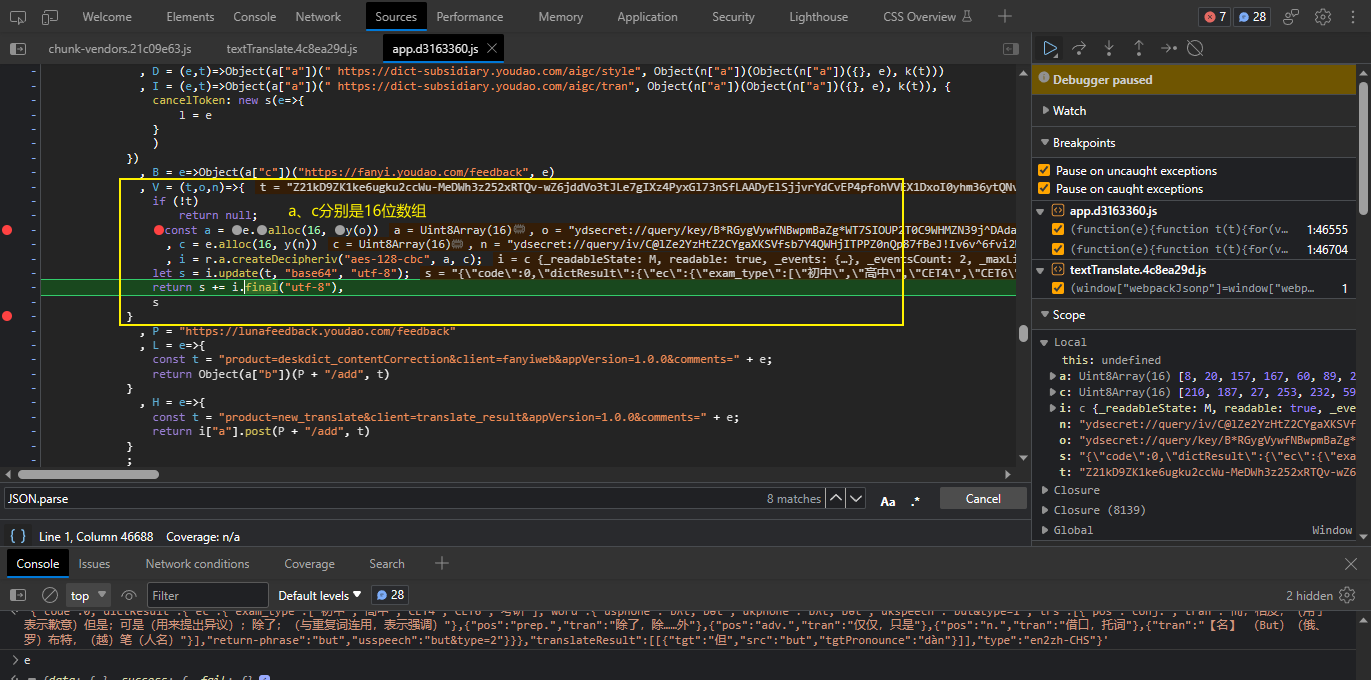 Welcome Elements Console Network Sources Performance Memory Application Security Lighthouse CSS Overview 7 28
chunk-vendors.21c09e63.js textTranslate.4c8ea29d.js app.d3163360.js
, D = (e,t)=>Object(a["a"])(" https://dict-subsidiary.youdao.com/aigc/style", Object(n["a"])(Object(n["a"])({}, e), k(t)))
, I = (e,t)=>Object(a["a"])(" https://dict-subsidiary.youdao.com/aigc/tran", Object(n["a"])(Object(n["a"])({}, e), k(t)), {
cancelToken: new s(e=>{
l = e
}
)
})
, B = e=>Object(a["c"])("https://fanyi.youdao.com/feedback", e)
, V = (t,o,n)=>{ t = "Z21kD9ZK1ke6ugku2ccWu-MeDWh3z252xRTQv-wZ6jddVo3tJLe7gIXz4PyxGl73nSfLAADyElSjjvrYdCvEP4pfohVVEX1DxoI0yhm36ytQNv
if (!t)
return null; a、c分别是16位数组
const a = e.alloc(16, y(o)) a = Uint8Array(16) , o = "ydsecret://query/key/B*RGygVywfNBwpmBaZg*WT7SIOUP2T0C9WHMZN39j^DAda
, c = e.alloc(16, y(n)) c = Uint8Array(16) , n = "ydsecret://query/iv/C@lZe2YzHtZ2CYgaXKSVfsb7Y4QWHjITPPZ0nQp87fBeJ!Iv6v^6fvi2
, i = r.a.createDecipheriv("aes-128-cbc", a, c); i = c {_readableState: M, readable: true, _events: {…}, _eventsCount: 2, _maxLi
let s = i.update(t, "base64", "utf-8"); s = "{\"code\":0,\"dictResult\":{\"ec\":{\"exam_type\":[\"初中\",\"高中\",\"CET4\",\"CET6\"
return s += i.final("utf-8"),
s
}
, P = "https://lunafeedback.youdao.com/feedback"
, L = e=>{
const t = "product=deskdict_contentCorrection&client=fanyiweb&appVersion=1.0.0&comments=" + e;
return Object(a["b"])(P + "/add", t)
}
, H = e=>{
const t = "product=new_translate&client=translate_result&appVersion=1.0.0&comments=" + e;
return i["a"].post(P + "/add", t)
}
;
JSON.parse 8 matches Aa .* Cancel
{ } Line 1, Column 46688 Coverage: n/a
Debugger paused
Watch
Breakpoints
Pause on uncaught exceptions
Pause on caught exceptions
app.d3163360.js
(function(e){function t(t){for(v… 1:46555
(function(e){function t(t){for(v… 1:46704
textTranslate.4c8ea29d.js
(window["webpackJsonp"]=window["webp… 1
Scope
Local
this: undefined
a: Uint8Array(16) [8, 20, 157, 167, 60, 89, 2
c: Uint8Array(16) [210, 187, 27, 253, 232, 59
i: c {_readableState: M, readable: true, _eve
n: "ydsecret://query/iv/C@lZe2YzHtZ2CYgaXKSVf
o: "ydsecret://query/key/B*RGygVywfNBwpmBaZg*
s: "{\"code\":0,\"dictResult\":{\"ec\":{\"exa
t: "Z21kD9ZK1ke6ugku2ccWu-MeDWh3z252xRTQv-wZ6
Closure
Closure (8139)
Global Window
Console Issues Network conditions Coverage Search
top Filter Default levels 28 2 hidden
表示歉意）但是；可是（用来提出异议）；除了；（与重复词连用，表示强调）"},{"pos":"prep.","tran":"除了，除……外"},{"pos":"adv.","tran":"仅仅，只是"},{"pos":"n.","tran":"借口，托词"},{"tran":"【名】 （But）（俄、
罗）布特，（越）笔（人名）"}],"return-phrase":"but","usspeech":"but&type=2"}}},"translateResult":[[{"tgt":"但","src":"but","tgtPronounce":"dàn"}]],"type":"en2zh-CHS"}'
> e